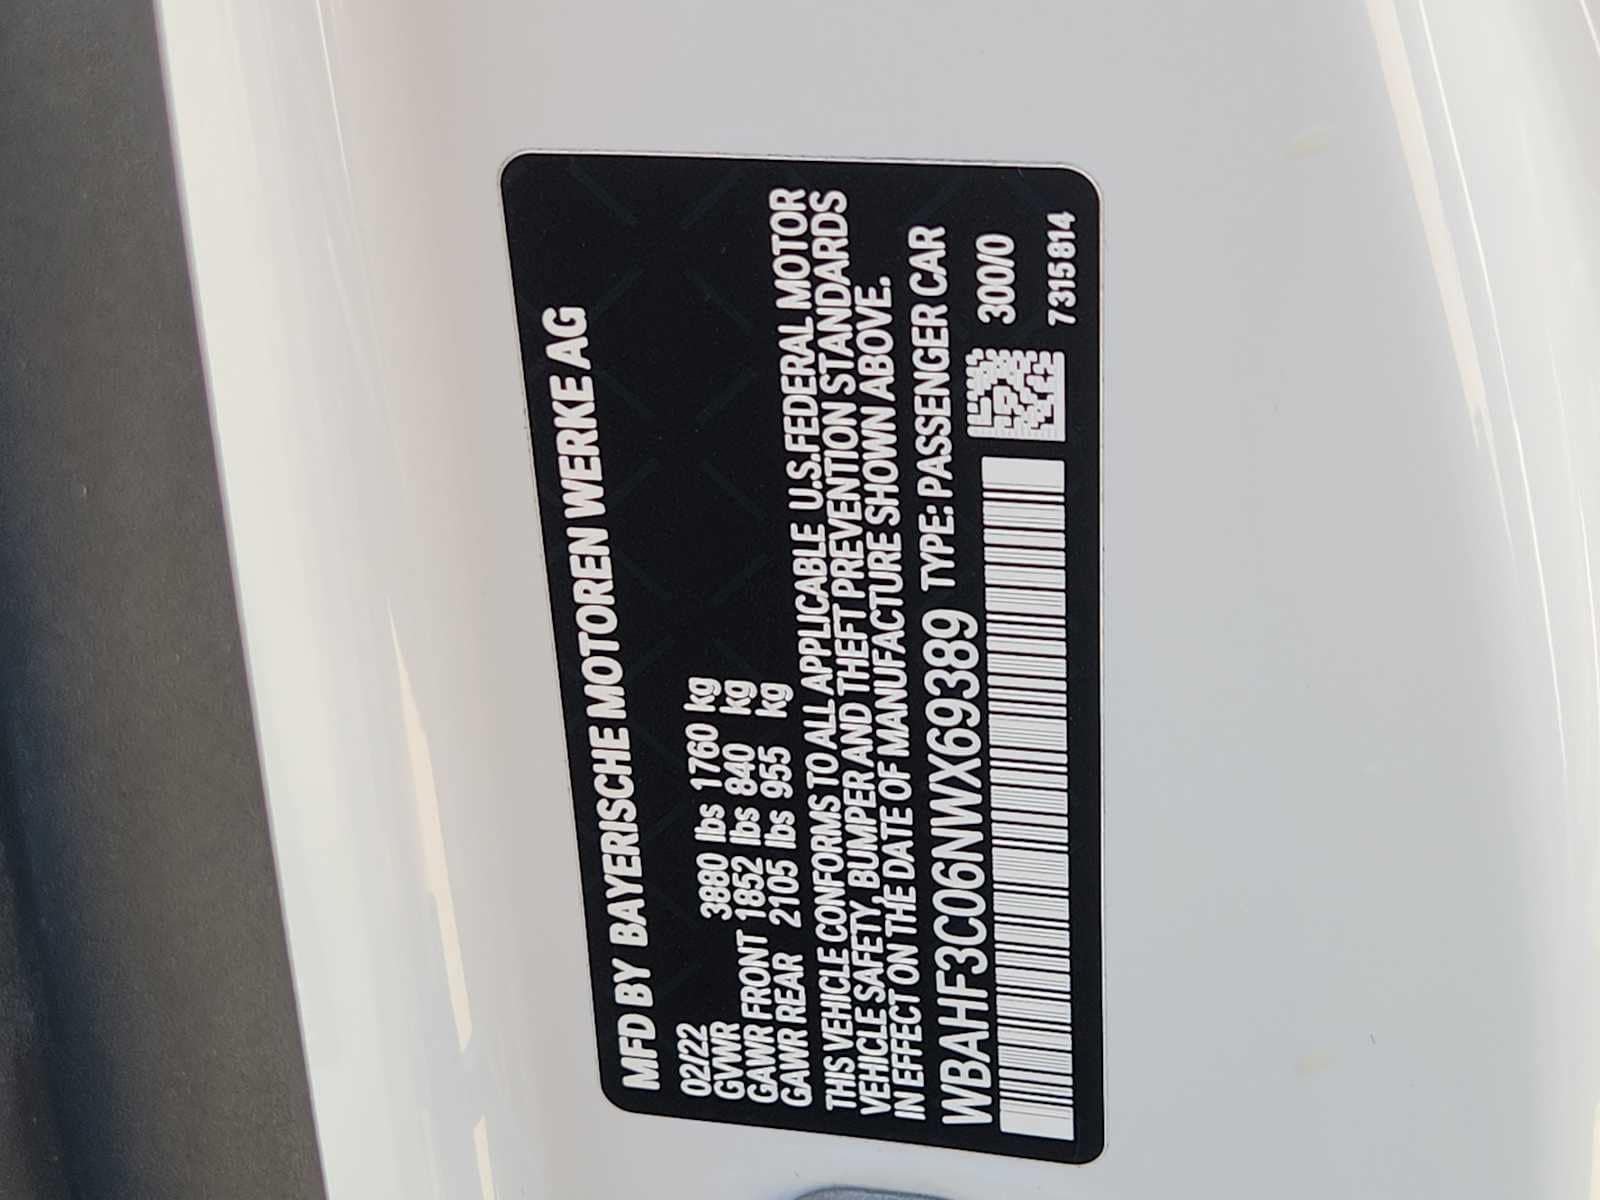 MFD BY BAYERISCHE MOTOREN WERKE AG
02/22
GVWR 3880 lbs 1760 kg
GAWR FRONT 1852 lbs 840 kg
GAWR REAR 2105 lbs 955 kg
THIS VEHICLE CONFORMS TO ALL APPLICABLE U.S.FEDERAL MOTOR
VEHICLE SAFETY, BUMPER AND THEFT PREVENTION STANDARDS
IN EFFECT ON THE DATE OF MANUFACTURE SHOWN ABOVE.
WBAHF3C06NWX69389 TYPE: PASSENGER CAR
300/0
7315814